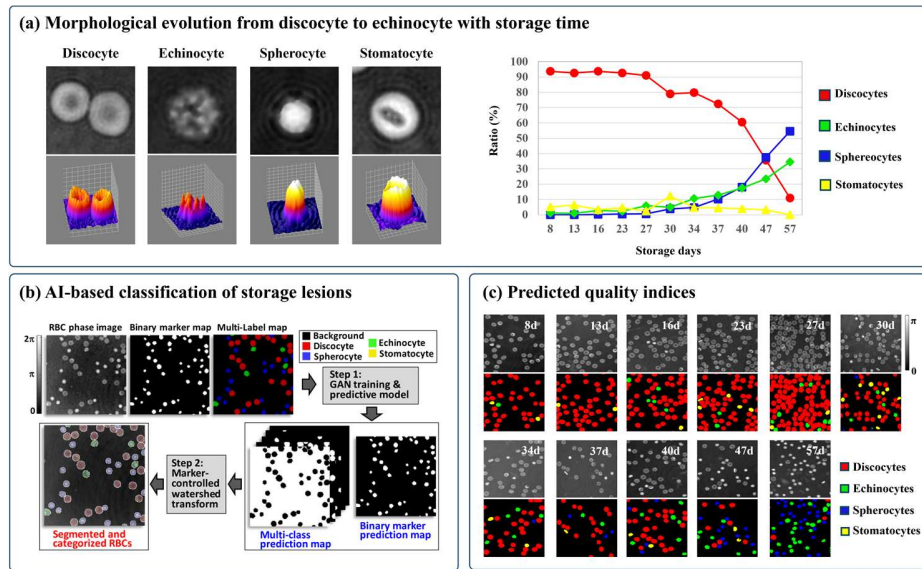 (a) Morphological evolution from discocyte to echinocyte with storage time
Discocyte Echinocyte Spherocyte Stomatocyte
100
90
80
70
60
50
40
30
20
10
0
Ratio (%)
8 13 16 23 27 30 34 37 40 47 57
Storage days
Discocytes
Echinocytes
Sphereocytes
Stomatocytes
(b) AI-based classification of storage lesions
RBC phase image Binary marker map Multi-Label map
2π
π
0
Background
Discocyte
Spherocyte
Echinocyte
Stomatocyte
Step 1:
GAN training &
predictive model
Step 2:
Marker-
controlled
watershed
transform
Segmented and
categorized RBCs
Multi-class
prediction map
Binary marker
prediction map
(c) Predicted quality indices
8d 13d 16d 23d 27d 30d
π
0
34d 37d 40d 47d 57d
Discocytes
Echinocytes
Spherocytes
Stomatocytes